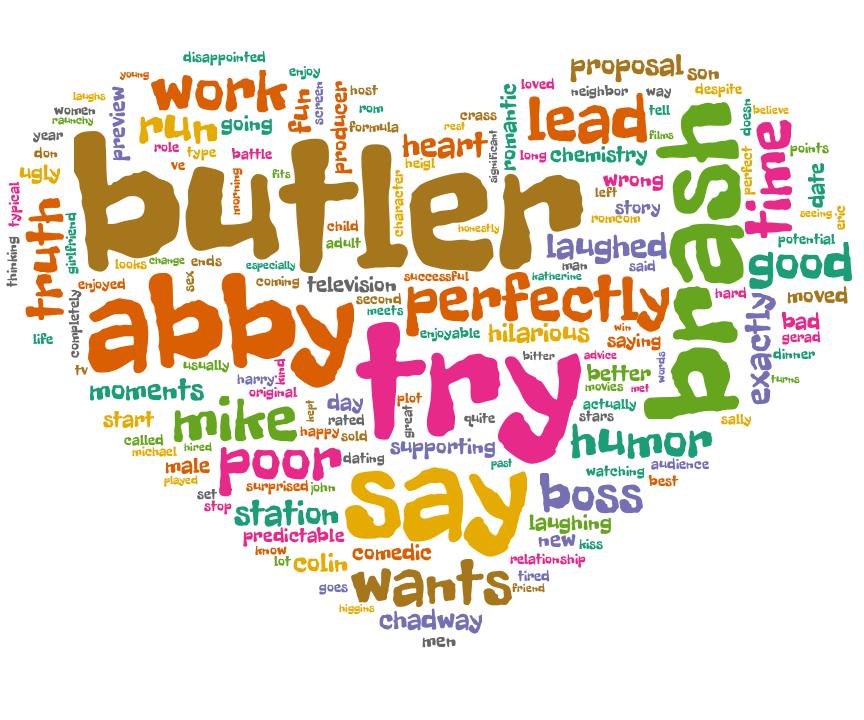 disappointed
young
enjoy
proposal
son
laughs
work
fun
screen
producer
host
neighbor
way
despite
women
preview
rom
loved
raunchy
run
going
formula
crass
romantic
lead
tell
doesn
believe
year
role
type
rest
films
brash
time
don
ve
battle
heart
significant
long
chemistry
perfect
points
ugly
butler
heigl
typical
morning
fits
character
wrong
date
truth
left
story
seeing
girlfriend
child
honestly
romcom
eric
thinking
adult
laughed
potential
looks
change
ends
especially
man
said
good
enjoyed
sex
coming
television
successful
katherine
completely
abby
second
perfectly
hard
moved
meets
exactly
life
enjoyable
hilarious
win
saying
bad
gerad
tv
usually
try
bitter
advice
words
dinner
harry
kind
better
turns
moments
original
movies
met
start
mike
kept
day
plot
great
quite
actually
rated
stars
sally
called
happy
sold
humor
michael
hired
poor
supporting
male
dating
past
watching
audience
played
surprised
john
say
boss
best
set
stop
station
laughing
predictable
new
kiss
know
comedic
lot
colin
relationship
goes
wants
tired
friend
higgins
chadway
men